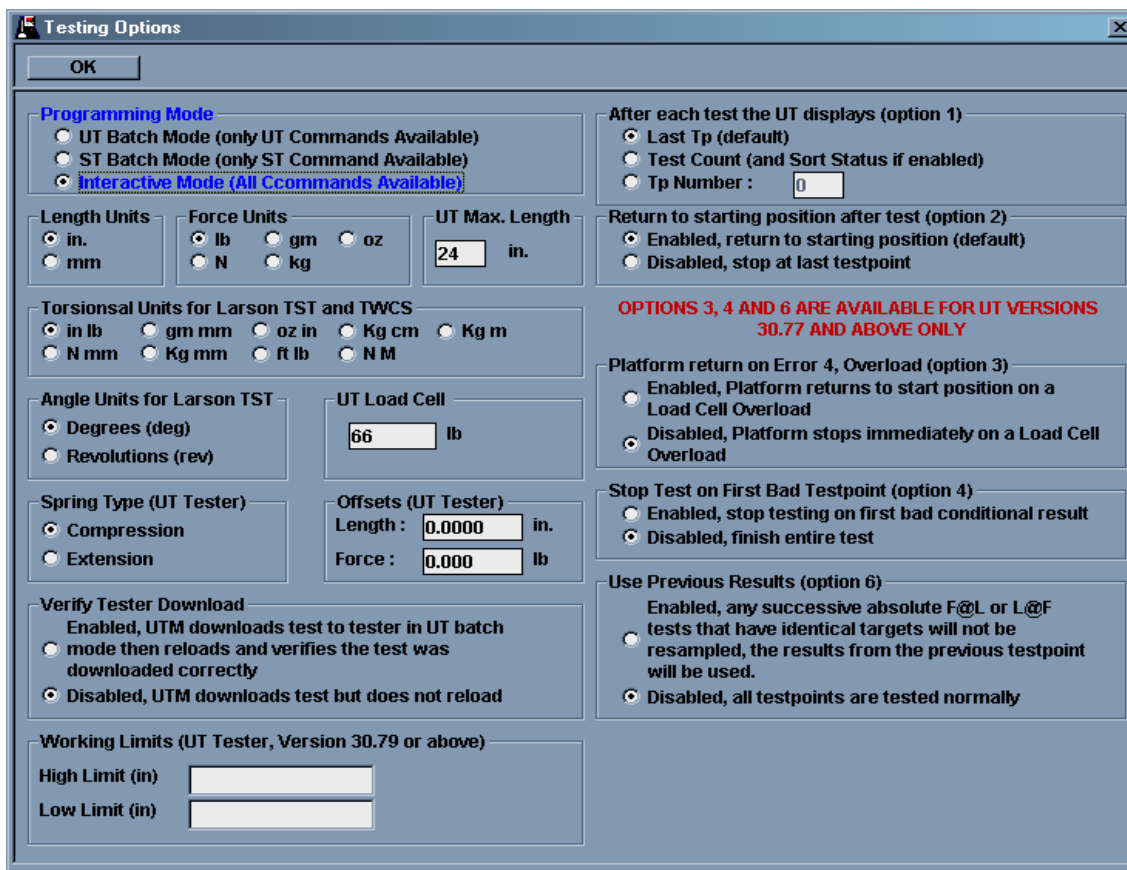 Testing Options
OK
Programming Mode
UT Batch Mode (only UT Commands Available)
ST Batch Mode (only ST Command Available)
Interactive Mode (All Ccommands Available)
Length Units
in.
mm
Force Units
lb gm oz
N kg
UT Max. Length
24 in.
Torsionsal Units for Larson TST and TWCS
in lb gm mm oz in Kg cm Kg m
N mm Kg mm ft lb N M
Angle Units for Larson TST
Degrees (deg)
Revolutions (rev)
UT Load Cell
66 lb
Spring Type (UT Tester)
Compression
Extension
Offsets (UT Tester)
Length : 0.0000 in.
Force : 0.000 lb
Verify Tester Download
Enabled, UTM downloads test to tester in UT batch
mode then reloads and verifies the test was
downloaded correctly
Disabled, UTM downloads test but does not reload
Working Limits (UT Tester, Version 30.79 or above)
High Limit (in)
Low Limit (in)
After each test the UT displays (option 1)
Last Tp (default)
Test Count (and Sort Status if enabled)
Tp Number : 0
Return to starting position after test (option 2)
Enabled, return to starting position (default)
Disabled, stop at last testpoint
OPTIONS 3, 4 AND 6 ARE AVAILABLE FOR UT VERSIONS
30.77 AND ABOVE ONLY
Platform return on Error 4, Overload (option 3)
Enabled, Platform returns to start position on a
Load Cell Overload
Disabled, Platform stops immediately on a Load Cell
Overload
Stop Test on First Bad Testpoint (option 4)
Enabled, stop testing on first bad conditional result
Disabled, finish entire test
Use Previous Results (option 6)
Enabled, any successive absolute F@L or L@F
tests that have identical targets will not be
resampled, the results from the previous testpoint
will be used.
Disabled, all testpoints are tested normally